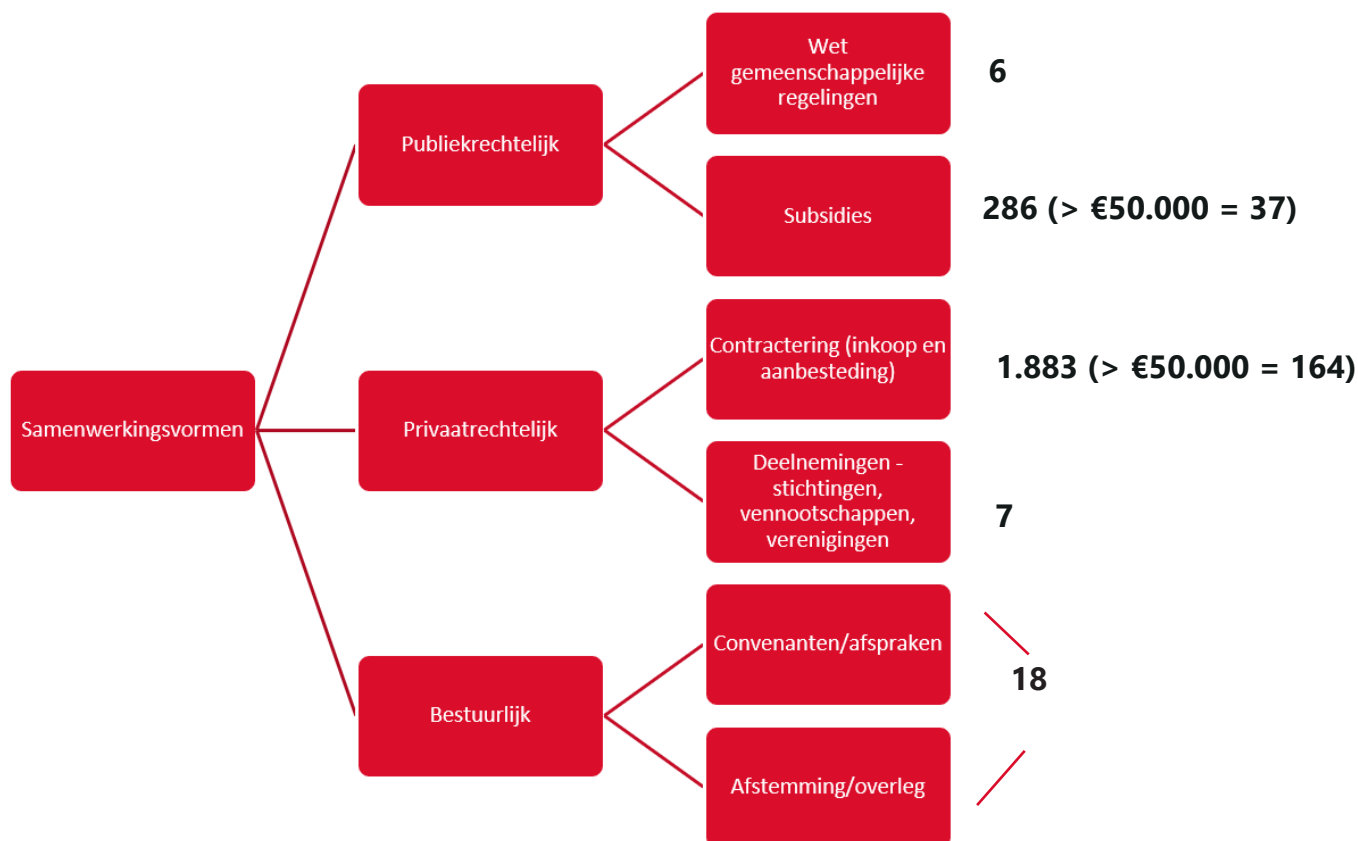 Samenwerkingsvormen
Publiekrechtelijk
Wet
gemeenschappelijke
regelingen
6
Subsidies
286 (> €50.000 = 37)
Privaatrechtelijk
Contractering (inkoop en
aanbesteding)
1.883 (> €50.000 = 164)
Deelnemingen -
stichtingen,
vennootschappen,
verenigingen
7
Bestuurlijk
Convenanten/afspraken
18
Afstemming/overleg